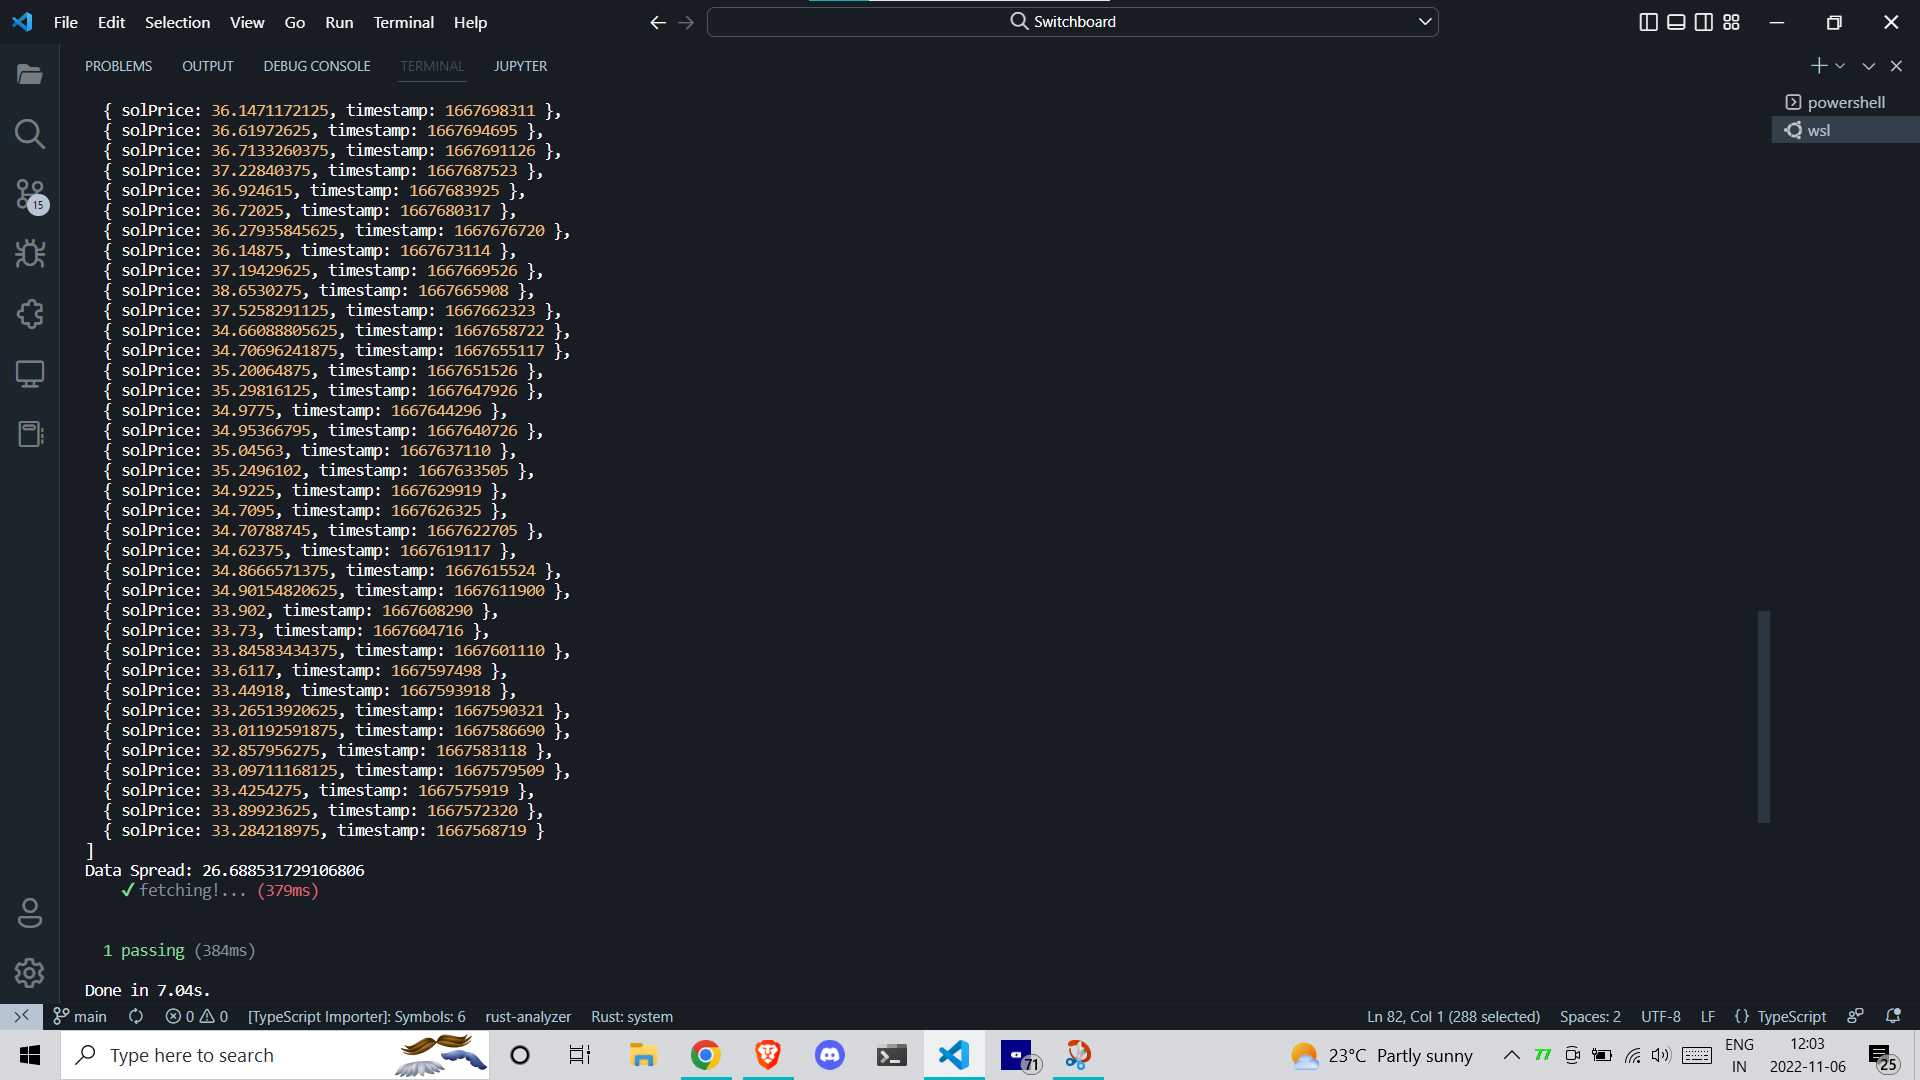 File Edit Selection View Go Run Terminal Help
Switchboard
PROBLEMS OUTPUT DEBUG CONSOLE TERMINAL JUPYTER
powershell
wsl
15
{ solPrice: 36.1471172125, timestamp: 1667698311 },
{ solPrice: 36.61972625, timestamp: 1667694695 },
{ solPrice: 36.7133260375, timestamp: 1667691126 },
{ solPrice: 37.22840375, timestamp: 1667687523 },
{ solPrice: 36.924615, timestamp: 1667683925 },
{ solPrice: 36.72025, timestamp: 1667680317 },
{ solPrice: 36.27935845625, timestamp: 1667676720 },
{ solPrice: 36.14875, timestamp: 1667673114 },
{ solPrice: 37.19429625, timestamp: 1667669526 },
{ solPrice: 38.6530275, timestamp: 1667665908 },
{ solPrice: 37.5258291125, timestamp: 1667662323 },
{ solPrice: 34.66088805625, timestamp: 1667658722 },
{ solPrice: 34.70696241875, timestamp: 1667655117 },
{ solPrice: 35.20064875, timestamp: 1667651526 },
{ solPrice: 35.29816125, timestamp: 1667647926 },
{ solPrice: 34.9775, timestamp: 1667644296 },
{ solPrice: 34.95366795, timestamp: 1667640726 },
{ solPrice: 35.04563, timestamp: 1667637110 },
{ solPrice: 35.2496102, timestamp: 1667633505 },
{ solPrice: 34.9225, timestamp: 1667629919 },
{ solPrice: 34.7095, timestamp: 1667626325 },
{ solPrice: 34.70788745, timestamp: 1667622705 },
{ solPrice: 34.62375, timestamp: 1667619117 },
{ solPrice: 34.8666571375, timestamp: 1667615524 },
{ solPrice: 34.90154820625, timestamp: 1667611900 },
{ solPrice: 33.902, timestamp: 1667608290 },
{ solPrice: 33.73, timestamp: 1667604716 },
{ solPrice: 33.84583434375, timestamp: 1667601110 },
{ solPrice: 33.6117, timestamp: 1667597498 },
{ solPrice: 33.44918, timestamp: 1667593918 },
{ solPrice: 33.26513920625, timestamp: 1667590321 },
{ solPrice: 33.01192591875, timestamp: 1667586690 },
{ solPrice: 32.857956275, timestamp: 1667583118 },
{ solPrice: 33.09711168125, timestamp: 1667579509 },
{ solPrice: 33.4254275, timestamp: 1667575919 },
{ solPrice: 33.89923625, timestamp: 1667572320 },
{ solPrice: 33.284218975, timestamp: 1667568719 }
]
Data Spread: 26.688531729106806
✓ fetching!... (379ms)
1 passing (384ms)
Done in 7.04s.
main 0 0 [TypeScript Importer]: Symbols: 6 rust-analyzer Rust: system Ln 82, Col 1 (288 selected) Spaces: 2 UTF-8 LF {} TypeScript
Type here to search 71 23°C Partly sunny 77 ENG IN 12:03 2022-11-06 25